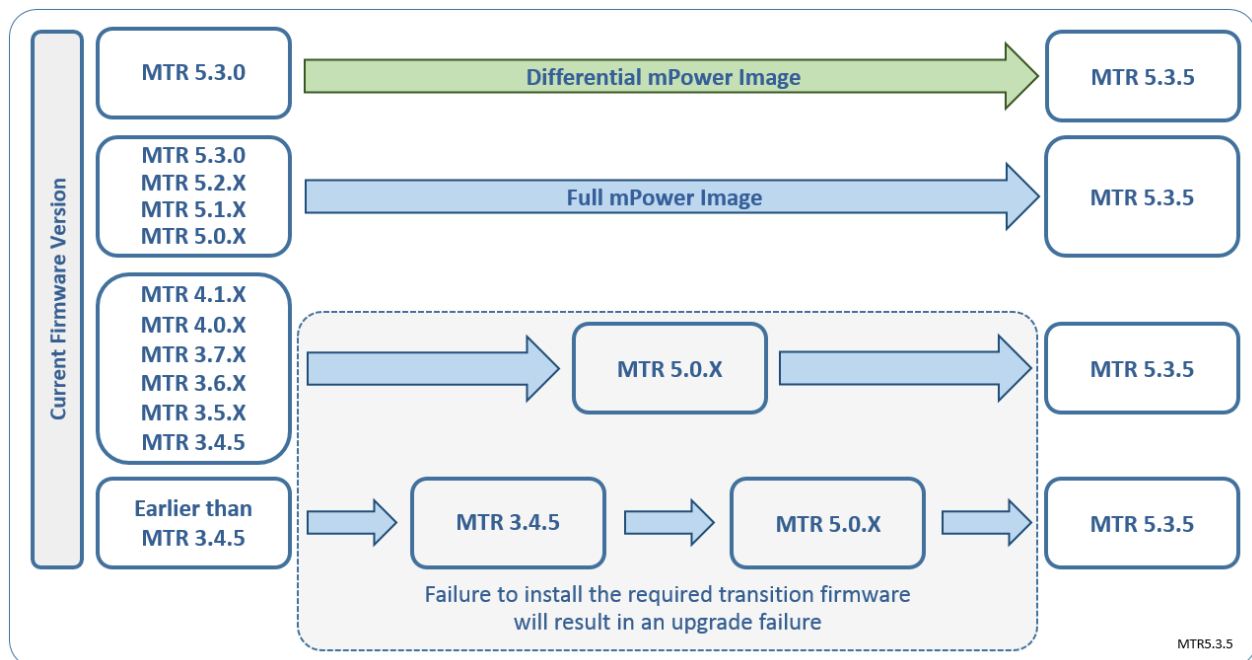 Current Firmware Version
MTR 5.3.0
Differential mPower Image
MTR 5.3.5
MTR 5.3.0
MTR 5.2.X
MTR 5.1.X
MTR 5.0.X
Full mPower Image
MTR 5.3.5
MTR 4.1.X
MTR 4.0.X
MTR 3.7.X
MTR 3.6.X
MTR 3.5.X
MTR 3.4.5
MTR 5.0.X
MTR 5.3.5
Earlier than
MTR 3.4.5
MTR 3.4.5
MTR 5.0.X
MTR 5.3.5
Failure to install the required transition firmware
will result in an upgrade failure
MTR5.3.5